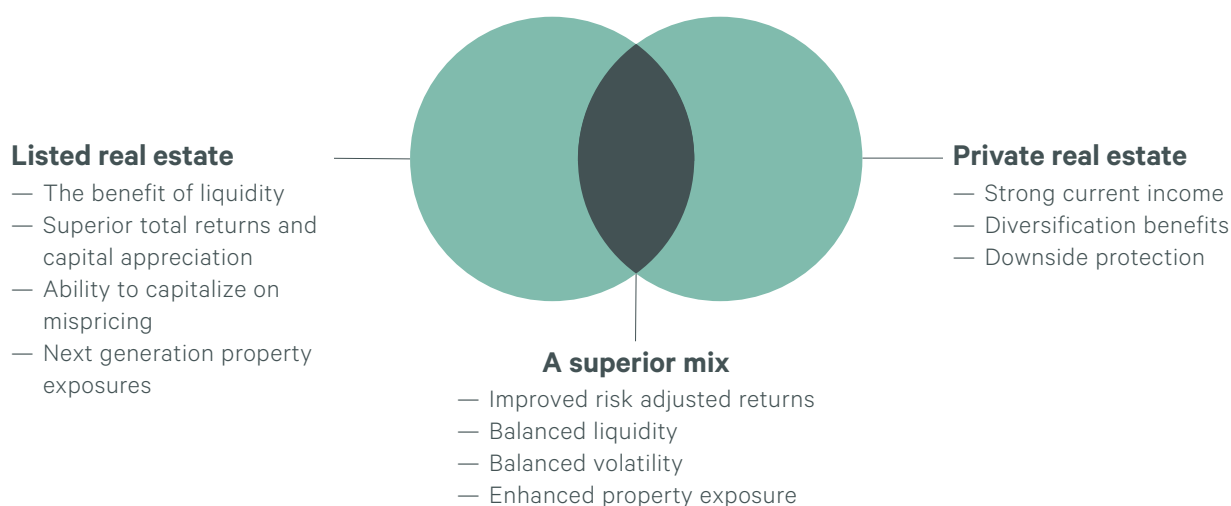 Listed real estate
— The benefit of liquidity
— Superior total returns and
capital appreciation
— Ability to capitalize on
mispricing
— Next generation property
exposures
Private real estate
— Strong current income
— Diversification benefits
— Downside protection
A superior mix
— Improved risk adjusted returns
— Balanced liquidity
— Balanced volatility
— Enhanced property exposure